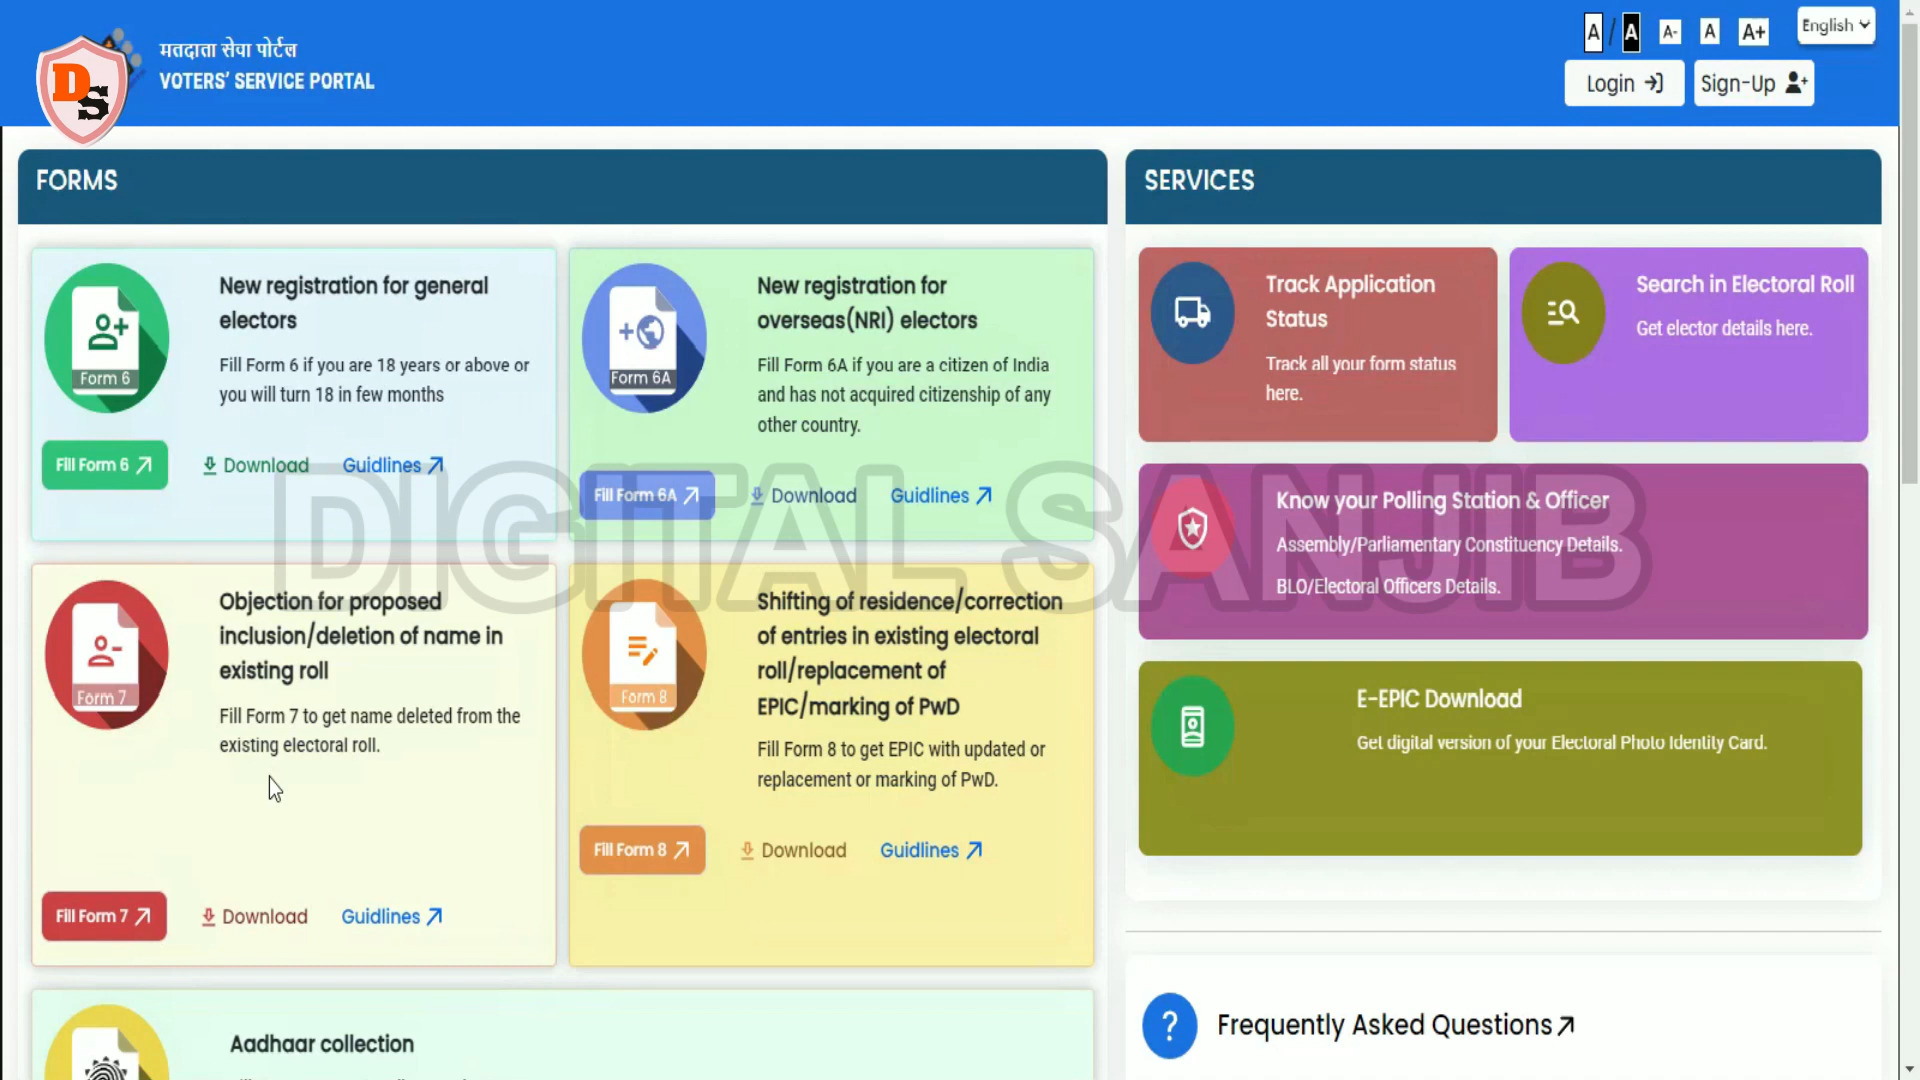 मतदाता सेवा पोर्टल
VOTERS' SERVICE PORTAL
DS
A / A A- A A+
English
Login
Sign-Up
FORMS
New registration for general
electors
Fill Form 6 if you are 18 years or above or
you will turn 18 in few months
Form 6
Fill Form 6
Download
Guidlines
New registration for
overseas(NRI) electors
Fill Form 6A if you are a citizen of India
and has not acquired citizenship of any
other country.
Form 6A
Fill Form 6A
Download
Guidlines
Objection for proposed
inclusion/deletion of name in
existing roll
Fill Form 7 to get name deleted from the
existing electoral roll.
Form 7
Fill Form 7
Download
Guidlines
Shifting of residence/correction
of entries in existing electoral
roll/replacement of
EPIC/marking of PwD
Fill Form 8 to get EPIC with updated or
replacement or marking of PwD.
Form 8
Fill Form 8
Download
Guidlines
Aadhaar collection
SERVICES
Track Application
Status
Track all your form status
here.
Search in Electoral Roll
Get elector details here.
Know your Polling Station & Officer
Assembly/Parliamentary Constituency Details.
BLO/Electoral Officers Details.
E-EPIC Download
Get digital version of your Electoral Photo Identity Card.
? Frequently Asked Questions
DIGITAL SANJIB